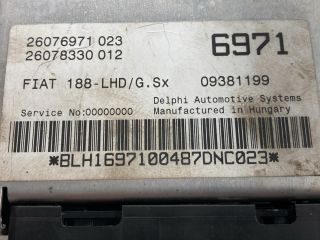 26076971 023 6971
26078330 012
FIAT 188-LHD/G.Sx 09381199
Delphi Automotive Systems
Service No:00000000 Manufactured in Hungary
*BLH1697100487DNC023*